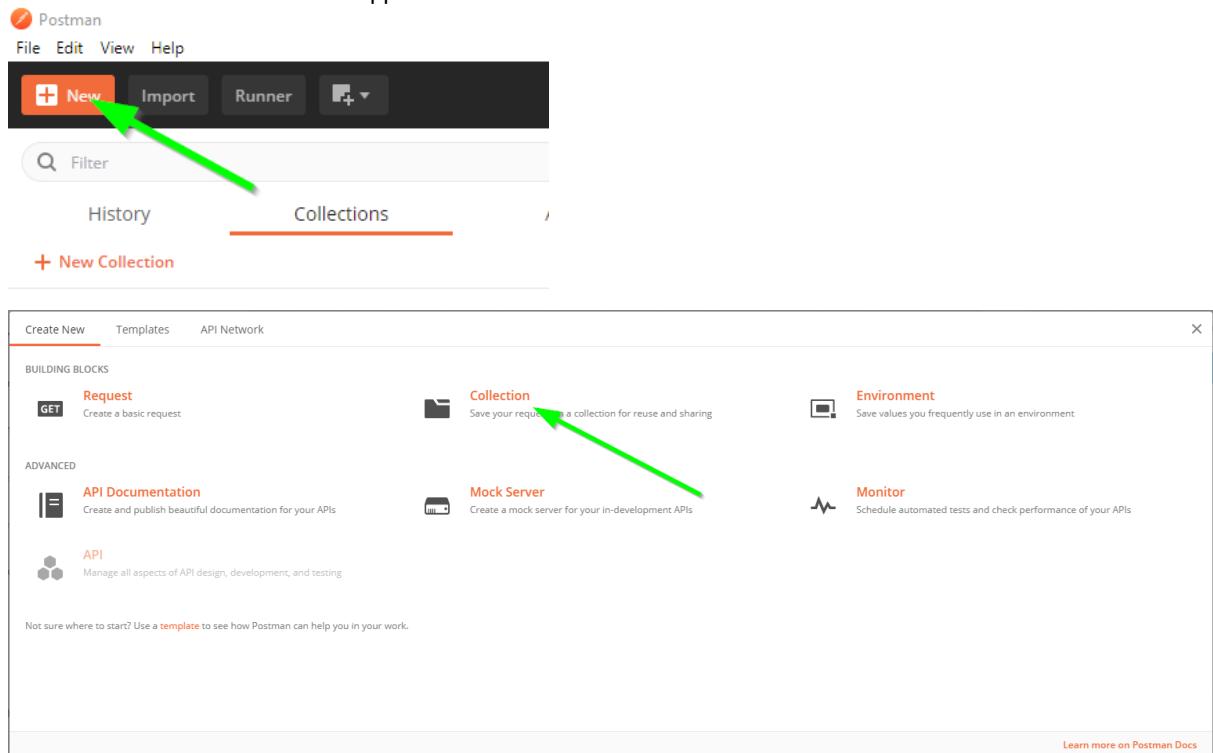 Postman
File Edit View Help
New Import Runner
Filter
History Collections
+ New Collection
Create New Templates API Network
BUILDING BLOCKS
GET Request
Create a basic request
Collection
Save your a collection for reuse and sharing
Environment
Save values you frequently use in an environment
ADVANCED
API Documentation
Create and publish beautiful documentation for your APIs
Mock Server
Create a mock server for your in-development APIs
Monitor
Schedule automated tests and check performance of your APIs
API
Manage all aspects of API design, development, and testing
Not sure where to start? Use a template to see how Postman can help you in your work.
Learn more on Postman Docs